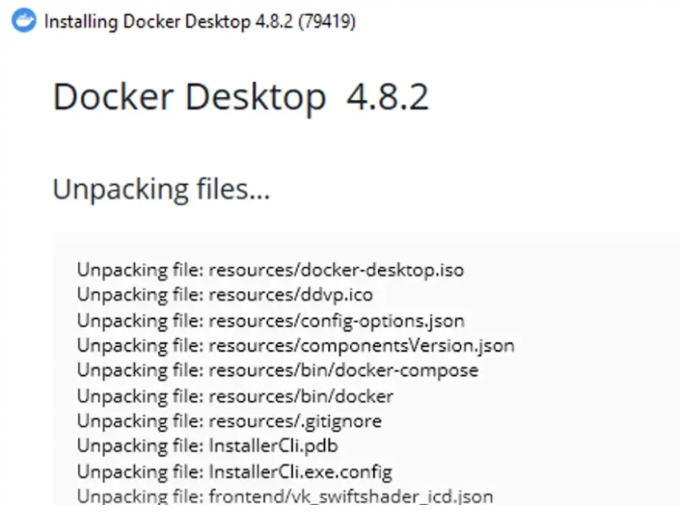 Installing Docker Desktop 4.8.2 (79419)
Docker Desktop 4.8.2
Unpacking files...
Unpacking file: resources/docker-desktop.iso
Unpacking file: resources/ddvp.ico
Unpacking file: resources/config-options.json
Unpacking file: resources/componentsVersion.json
Unpacking file: resources/bin/docker-compose
Unpacking file: resources/bin/docker
Unpacking file: resources/.gitignore
Unpacking file: InstallerCli.pdb
Unpacking file: InstallerCli.exe.config
Unpacking file: frontend/vk_swiftshader_icd.json